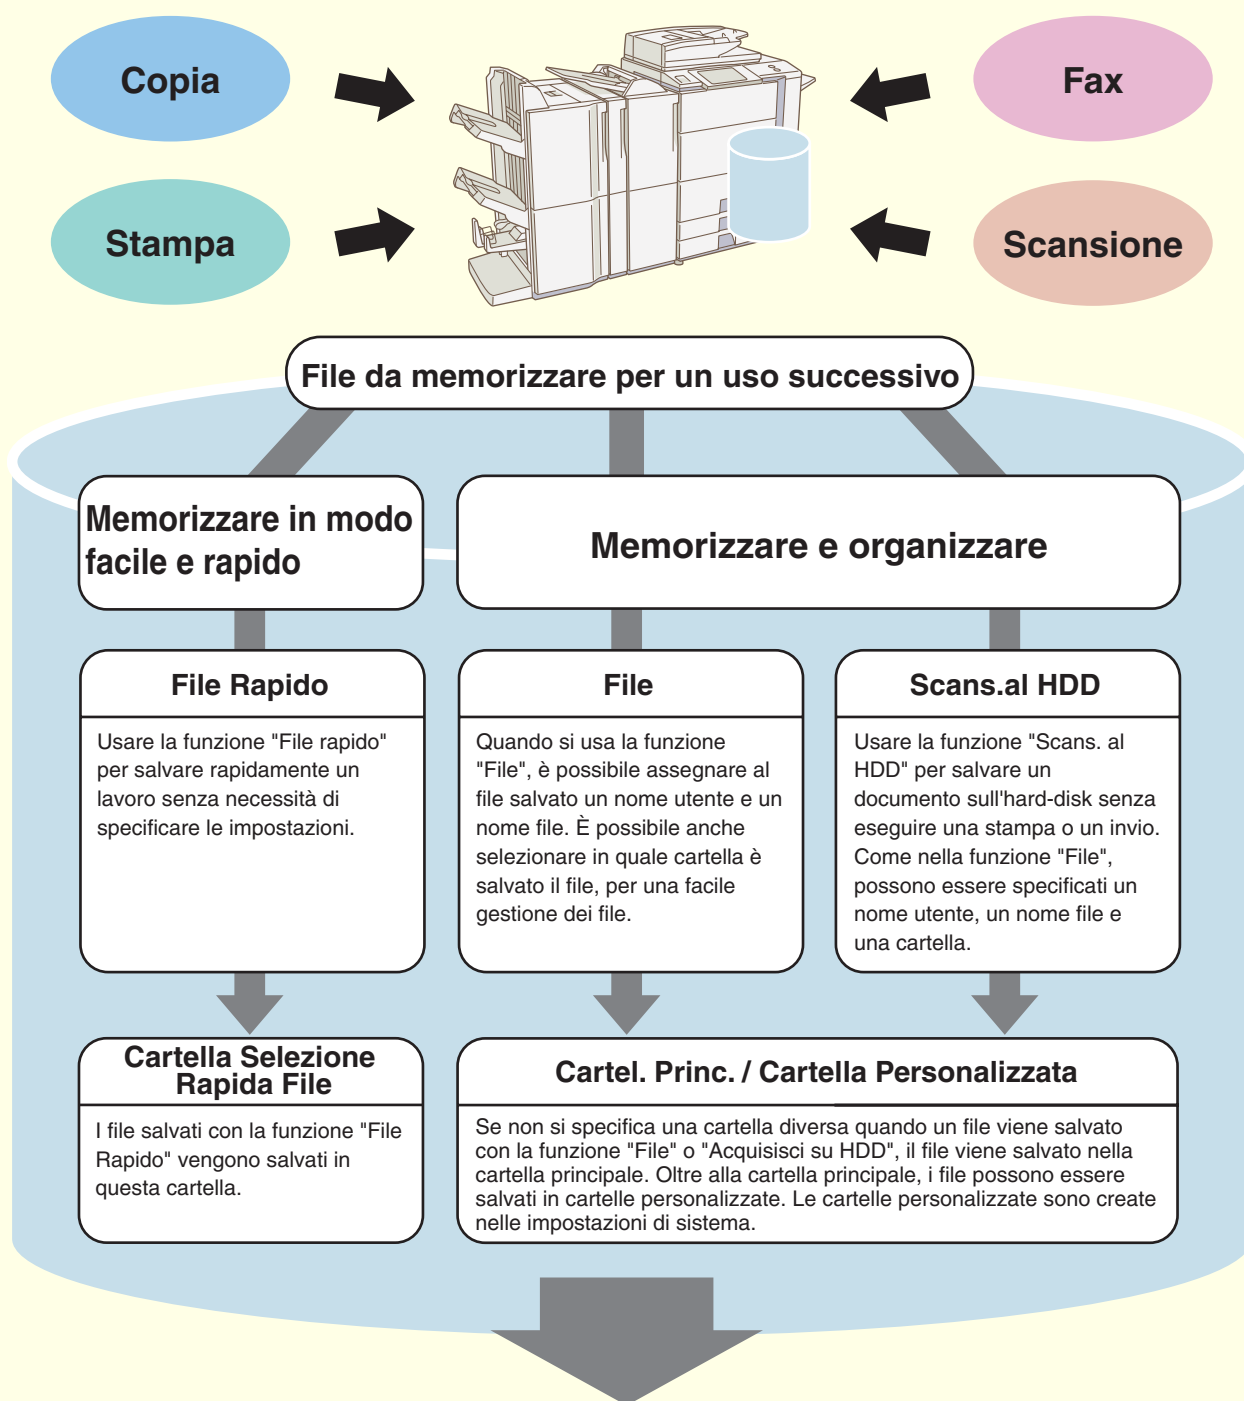 Copia
Fax
Stampa
Scansione
File da memorizzare per un uso successivo
Memorizzare in modo
facile e rapido
Memorizzare e organizzare
File Rapido
Usare la funzione "File rapido"
per salvare rapidamente un
lavoro senza necessità di
specificare le impostazioni.
File
Quando si usa la funzione
"File", è possibile assegnare al
file salvato un nome utente e un
nome file. È possibile anche
selezionare in quale cartella è
salvato il file, per una facile
gestione dei file.
Scans.al HDD
Usare la funzione "Scans. al
HDD" per salvare un
documento sull'hard-disk senza
eseguire una stampa o un invio.
Come nella funzione "File",
possono essere specificati un
nome utente, un nome file e
una cartella.
Cartella Selezione
Rapida File
I file salvati con la funzione "File
Rapido" vengono salvati in
questa cartella.
Cartel. Princ. / Cartella Personalizzata
Se non si specifica una cartella diversa quando un file viene salvato
con la funzione "File" o "Acquisisci su HDD", il file viene salvato nella
cartella principale. Oltre alla cartella principale, i file possono essere
salvati in cartelle personalizzate. Le cartelle personalizzate sono create
nelle impostazioni di sistema.